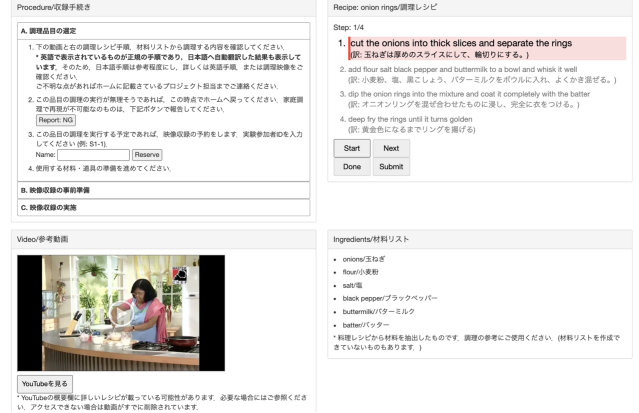 Procedure/収録手続き
A. 調理品目の選定
1. 下の動画と右の調理レシピ手順，材料リストから調理する内容を確認してください．
* 英語で表示されているものが正規の手順であり，日本語へ自動翻訳した結果も表示して
います．そのため，日本語手順は参考程度にし，詳しくは英語手順，または調理映像をご
確認ください．
ご不明な点があればホームに記載さているプロジェクト担当までご連絡ください．
2. この品目の調理の実行が無理そうであれば，この時点でホームへ戻ってください．家庭調
理で再現が不可能なものは，下記ボタンで報告してください．
Report: NG
3. この品目の調理を実行する予定であれば，映像収録の予約をします．実験参加者IDを入力
してください (例: S1-1)．
Name: Reserve
4. 使用する材料・道具の準備を進めてください．
B. 映像収録の事前準備
C. 映像収録の実施
Recipe: onion rings/調理レシピ
Step: 1/4
1. cut the onions into thick slices and separate the rings
(訳: 玉ねぎは厚めのスライスにして、輪切りにする。)
2. add flour salt black pepper and buttermilk to a bowl and whisk it well
(訳: 小麦粉、塩、黒こしょう、バターミルクをボウルに入れ、よくかき混ぜる。)
3. dip the onion rings into the mixture and coat it completely with the batter
(訳: オニオンリングを混ぜ合わせたものに浸し、完全に衣をつける。)
4. deep fry the rings until it turns golden
(訳: 黄金色になるまでリングを揚げる)
Start Next
Done Submit
Video/参考動画
YouTubeを見る
* YouTubeの概要欄に詳しいレシピが載っている可能性があります．必要な場合にはご参照くださ
い．アクセスできない場合は動画がすでに削除されています．
Ingredients/材料リスト
• onions/玉ねぎ
• flour/小麦粉
• salt/塩
• black pepper/ブラックペッパー
• buttermilk/バターミルク
• batter/バッター
* 料理レシピから材料を抽出したものです．調理の参考にご使用ください．(材料リストを作成で
きていないものもあります．)